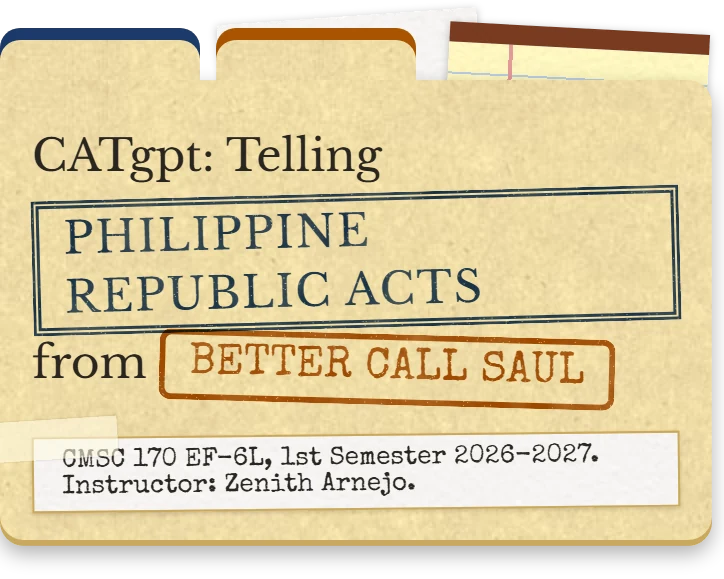 CATgpt: Telling
PHILIPPINE
REPUBLIC ACTS
from BETTER CALL SAUL
CMSC 170 EF-6L, 1st Semester 2026-2027.
Instructor: Zenith Arnejo.